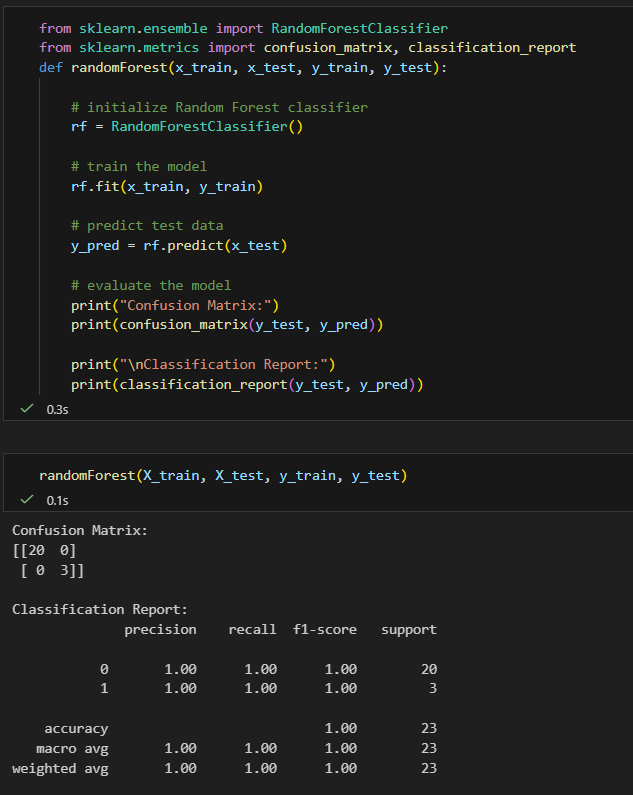 from sklearn.ensemble import RandomForestClassifier
from sklearn.metrics import confusion_matrix, classification_report
def randomForest(x_train, x_test, y_train, y_test):
# initialize Random Forest classifier
rf = RandomForestClassifier()
# train the model
rf.fit(x_train, y_train)
# predict test data
y_pred = rf.predict(x_test)
# evaluate the model
print("Confusion Matrix:")
print(confusion_matrix(y_test, y_pred))
print("\nClassification Report:")
print(classification_report(y_test, y_pred))
0.3s
randomForest(X_train, X_test, y_train, y_test)
0.1s
Confusion Matrix:
[[20  0]
 [ 0  3]]
Classification Report:
              precision    recall  f1-score   support
           0       1.00      1.00      1.00        20
           1       1.00      1.00      1.00         3
    accuracy                           1.00        23
   macro avg       1.00      1.00      1.00        23
weighted avg       1.00      1.00      1.00        23